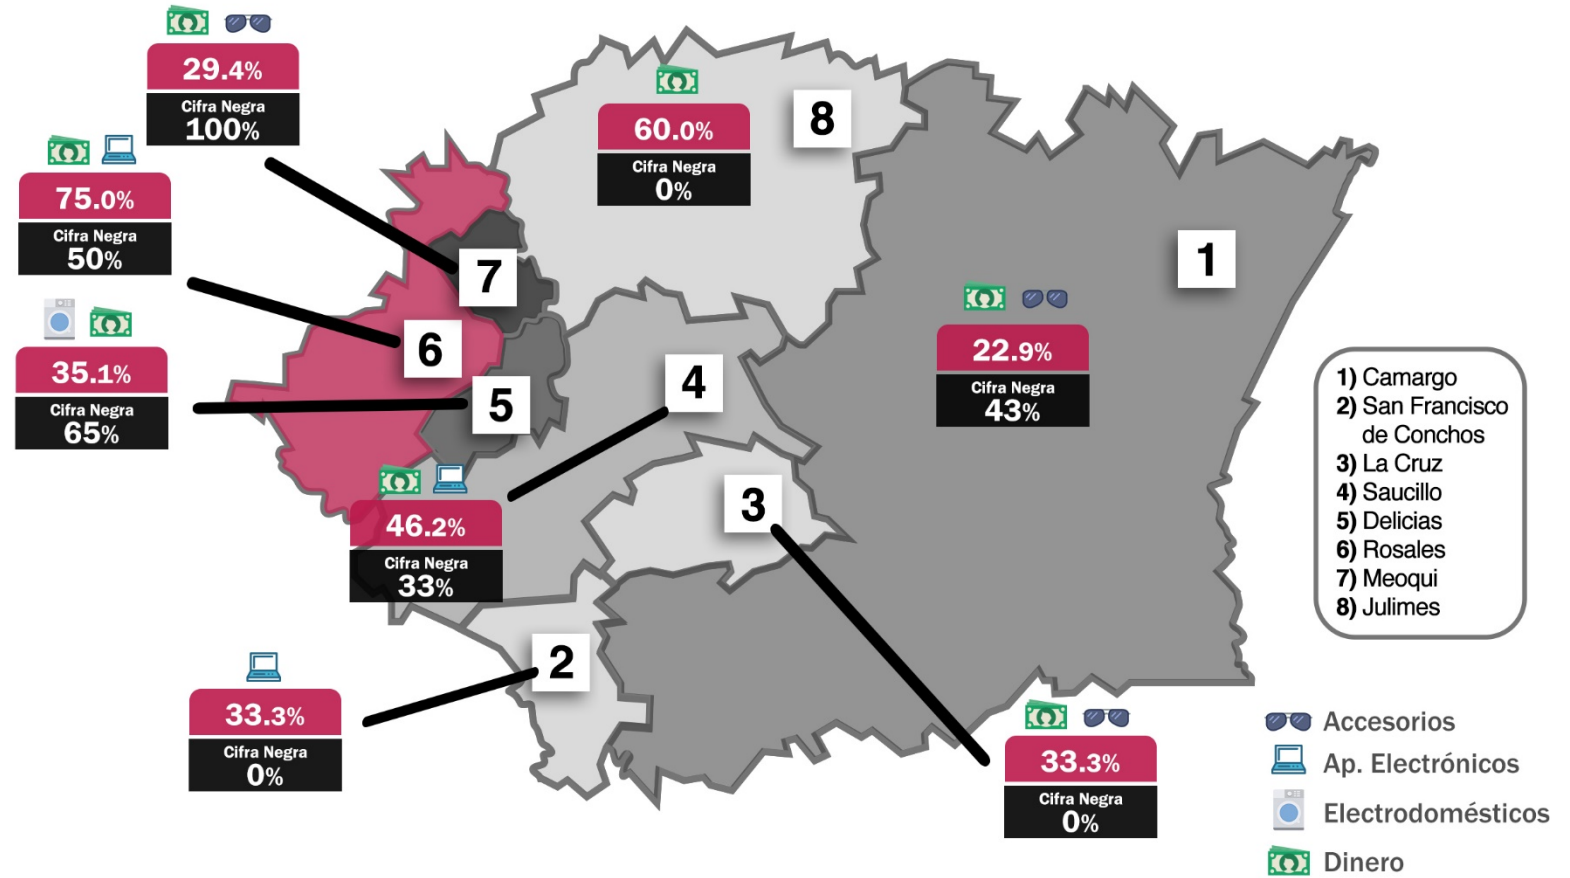 29.4%
Cifra Negra
100%
75.0%
Cifra Negra
50%
35.1%
Cifra Negra
65%
60.0%
Cifra Negra
0%
8
1
7
6
5
4
22.9%
Cifra Negra
43%
46.2%
Cifra Negra
33%
3
2
33.3%
Cifra Negra
0%
33.3%
Cifra Negra
0%
1) Camargo
2) San Francisco
de Conchos
3) La Cruz
4) Saucillo
5) Delicias
6) Rosales
7) Meoqui
8) Julimes
Accesorios
Ap. Electrónicos
Electrodomésticos
Dinero